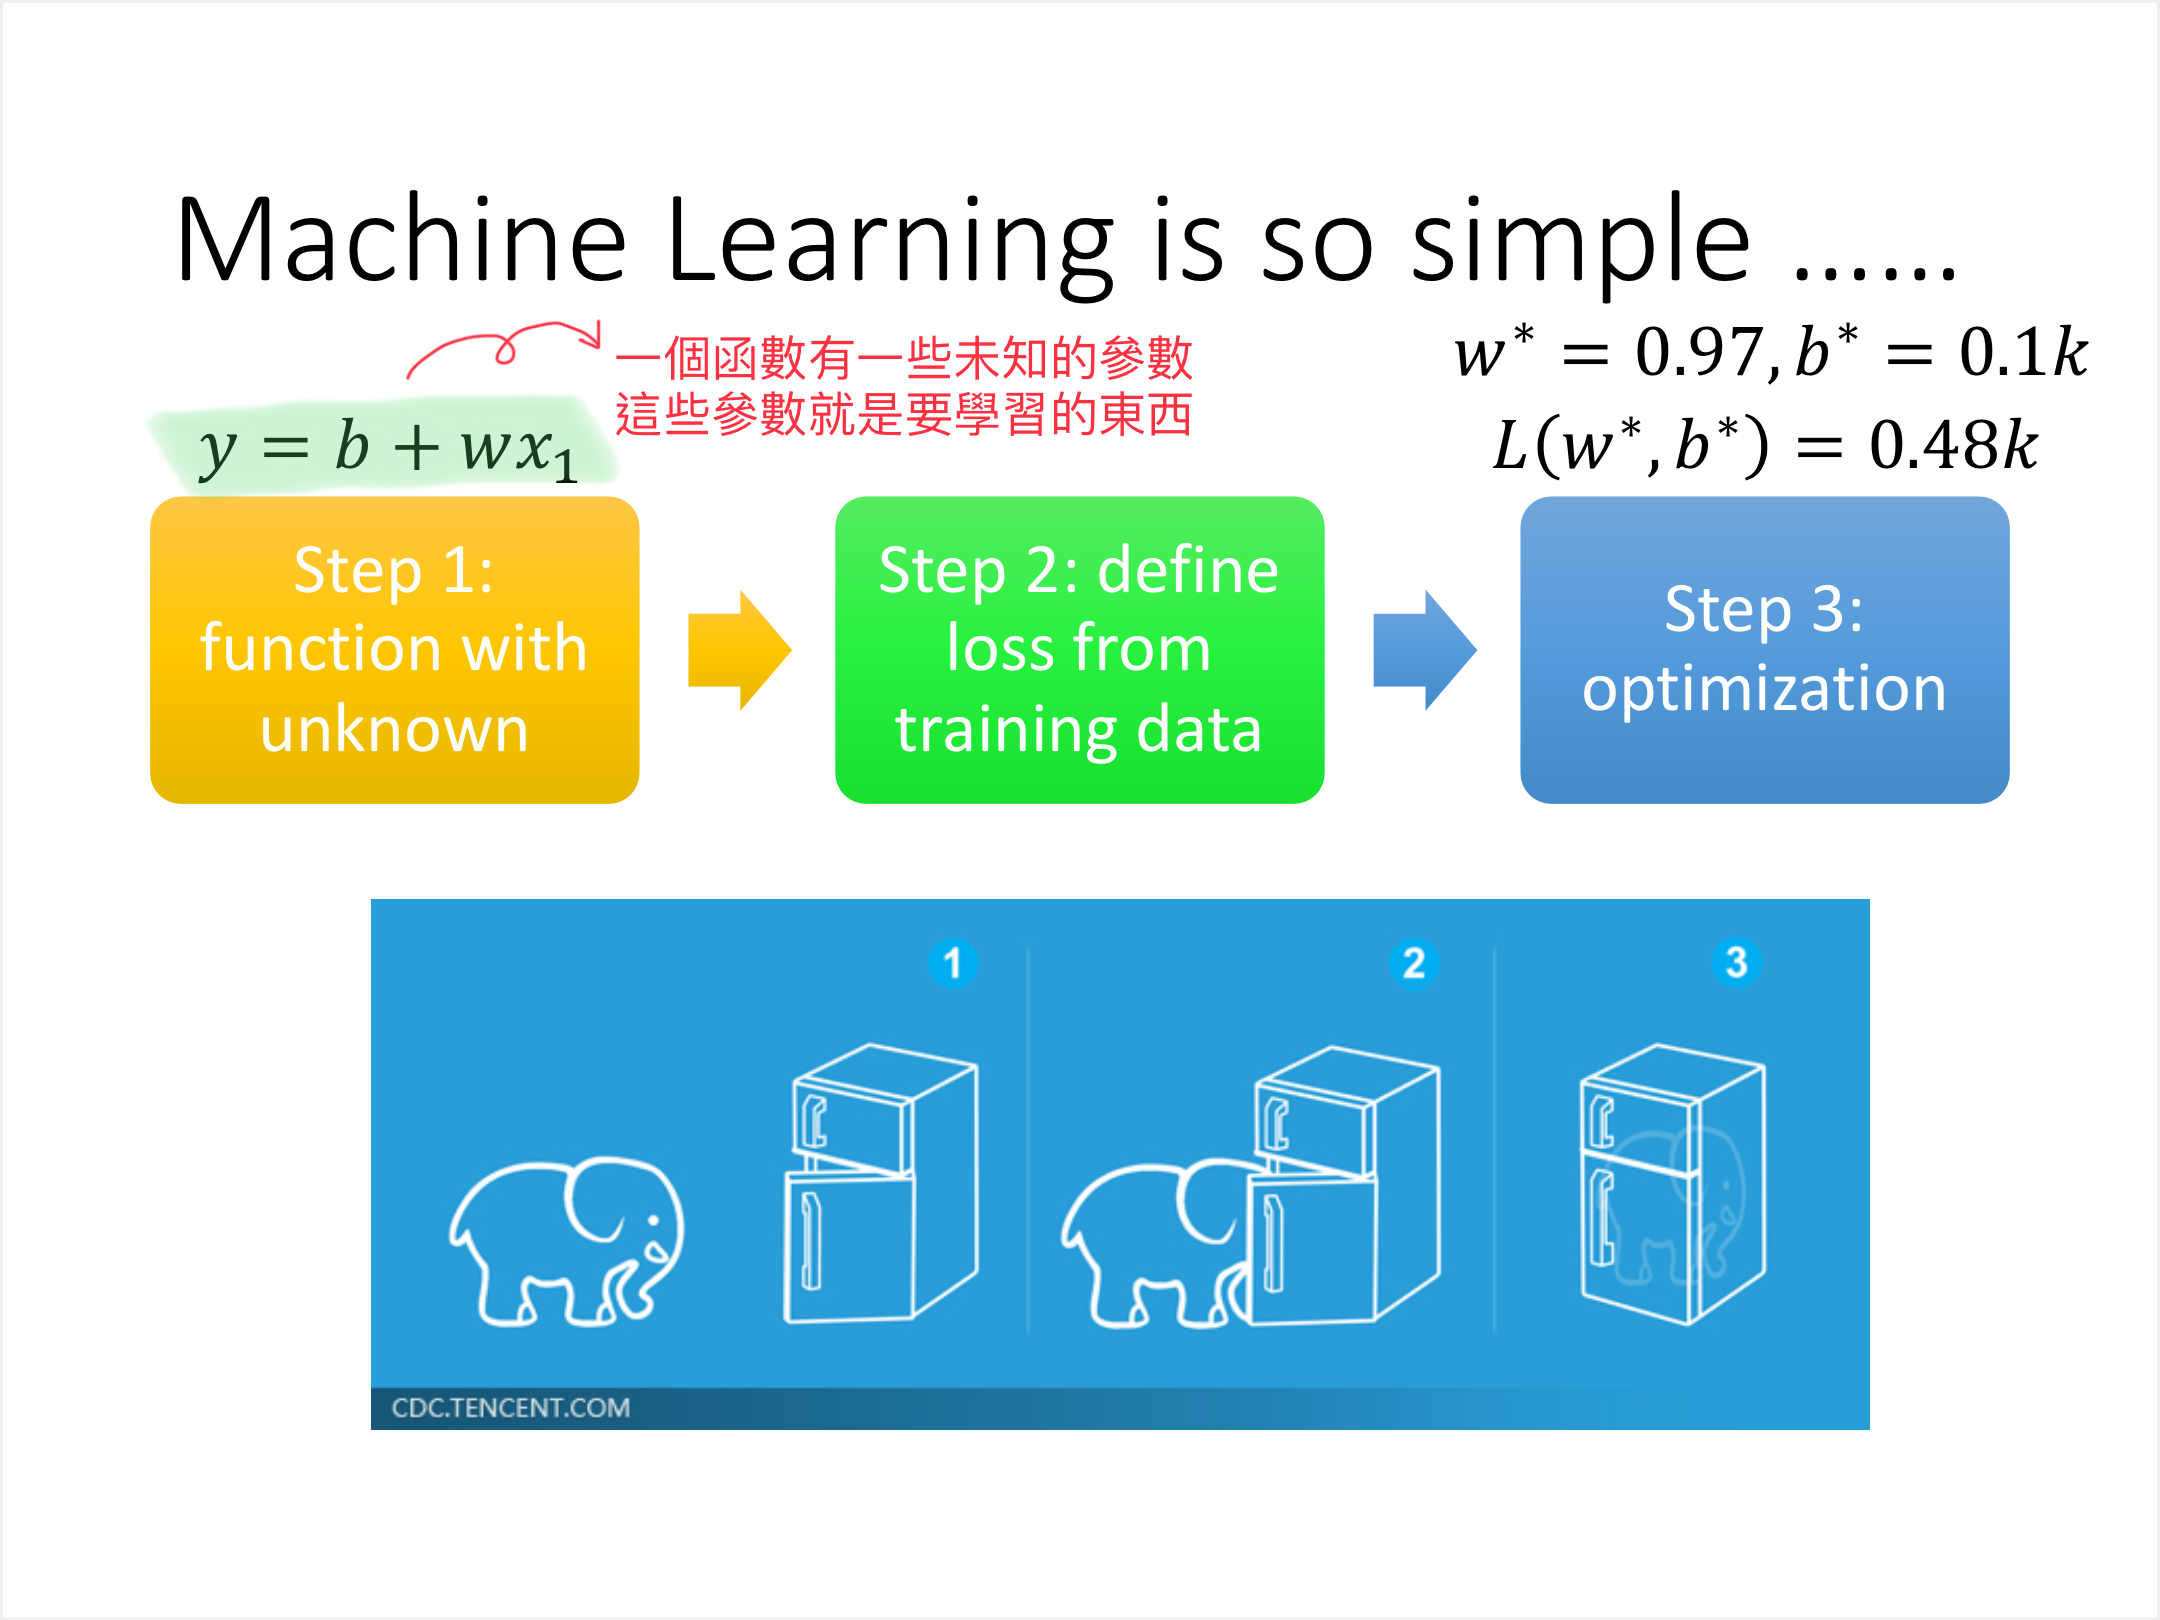 Machine Learning is so simple ......
一個函數有一些未知的參數
這些參數就是要學習的東西
w* = 0.97, b* = 0.1k
y = b + wx₁
L(w*, b*) = 0.48k
Step 1:
function with
unknown
Step 2: define
loss from
training data
Step 3:
optimization
1
2
3
CDC.TENCENT.COM